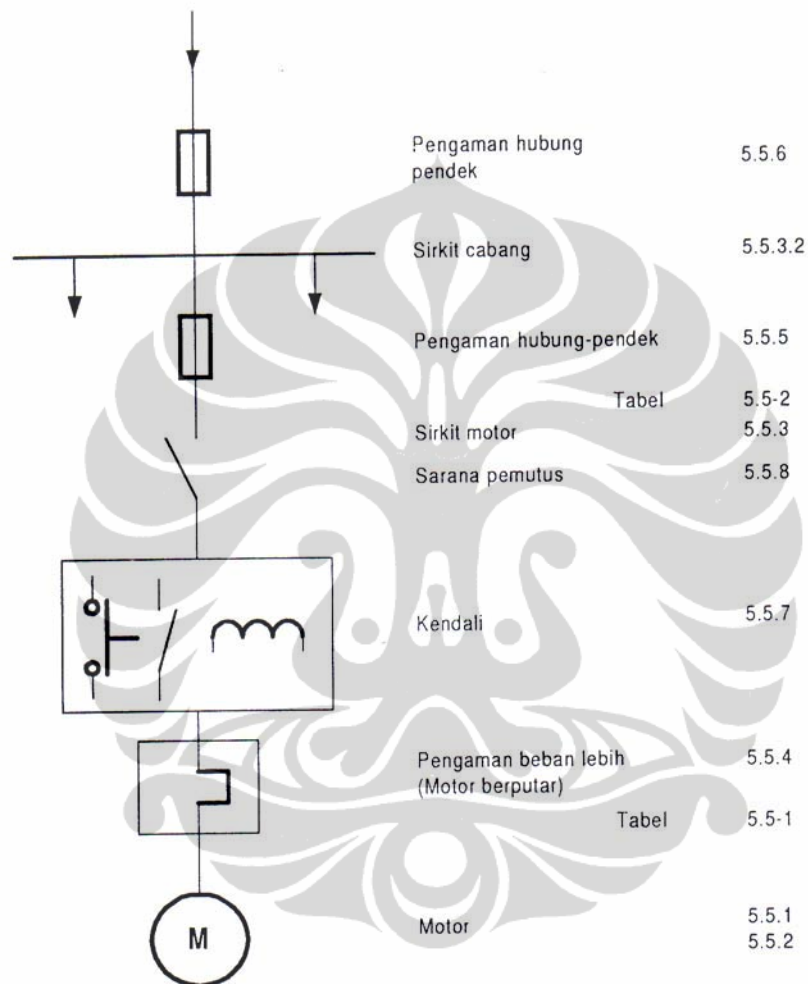 Pengaman hubung
pendek 5.5.6
Sirkit cabang 5.5.3.2
Pengaman hubung-pendek 5.5.5
Tabel 5.5-2
Sirkit motor 5.5.3
Sarana pemutus 5.5.8
Kendali 5.5.7
Pengaman beban lebih 5.5.4
(Motor berputar)
Tabel 5.5-1
M
Motor 5.5.1
5.5.2